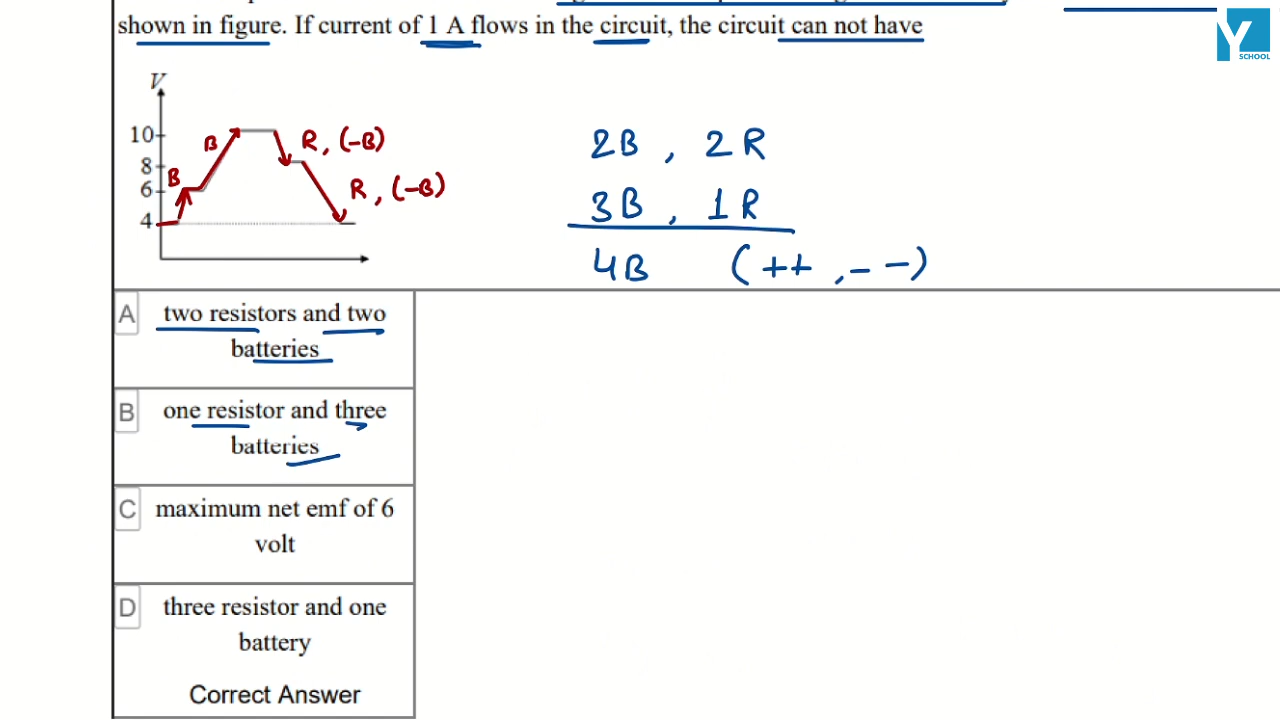 shown in figure. If current of 1 A flows in the circuit, the circuit can not have
Y
SCHOOL
V
10
8
6
4
B
B
R, (-B)
R, (-B)
2B , 2R
3B , 1R
4B (++ , - -)
A two resistors and two
batteries
B one resistor and three
batteries
C maximum net emf of 6
volt
D three resistor and one
battery
Correct Answer